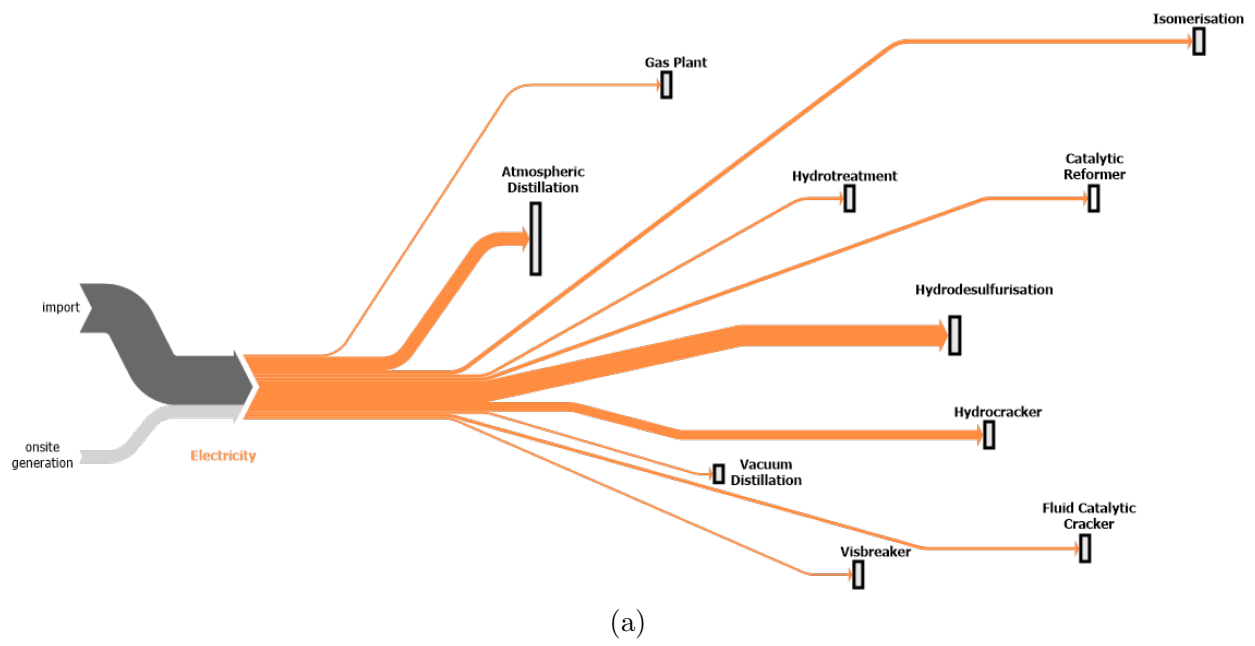 Isomerisation
Gas Plant
Catalytic
Reformer
Atmospheric
Distillation
Hydrotreatment
Hydrodesulfurisation
import
Hydrocracker
onsite
generation
Electricity
Vacuum
Distillation
Fluid Catalytic
Cracker
Visbreaker
(a)